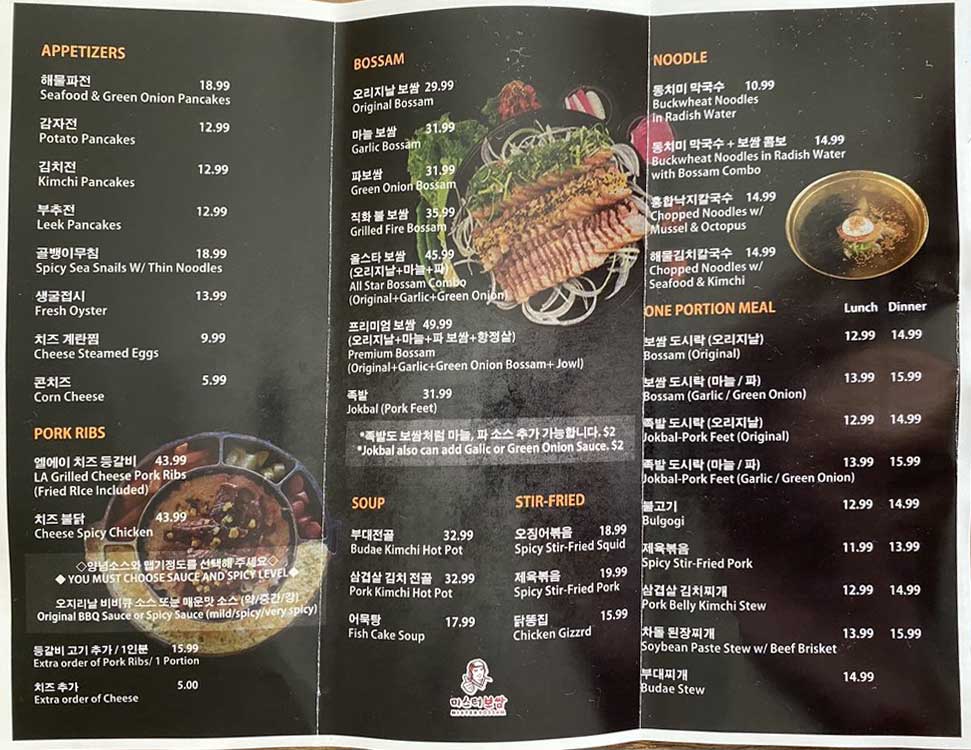 APPETIZERS
해물파전 18.99
Seafood & Green Onion Pancakes
감자전 12.99
Potato Pancakes
김치전 12.99
Kimchi Pancakes
부추전 12.99
Leek Pancakes
골뱅이무침 18.99
Spicy Sea Snails W/ Thin Noodles
생굴접시 13.99
Fresh Oyster
치즈 계란찜 9.99
Cheese Steamed Eggs
콘치즈 5.99
Corn Cheese
PORK RIBS
엘에이 치즈 등갈비 43.99
LA Grilled Cheese Pork Ribs
(Fried RIce Included)
치즈 불닭 43.99
Cheese Spicy Chicken
◇양념소스와 맵기정도를 선택해 주세요◇
◆ YOU MUST CHOOSE SAUCE AND SPICY LEVEL◆
오지리날 비비큐 소스 또는 매운맛 소스 (약/중간/강)
Original BBQ Sauce or Spicy Sauce (mild/spicy/very spicy)
등갈비 고기 추가 / 1인분 15.99
Extra order of Pork Ribs/ 1 Portion
치즈 추가 5.00
Extra order of Cheese
BOSSAM
오리지날 보쌈 29.99
Original Bossam
마늘 보쌈 31.99
Garlic Bossam
파보쌈 31.99
Green Onion Bossam
직화 불 보쌈 35.99
Grilled Fire Bossam
올스타 보쌈 45.99
(오리지날+마늘+파)
All Star Bossam Combo
(Original+Garlic+Green Onion)
프리미엄 보쌈 49.99
(오리지날+마늘+파 보쌈+항정살)
Premium Bossam
(Original+Garlic+Green Onion Bossam+ Jowl)
족발 31.99
Jokbal (Pork Feet)
*족발도 보쌈처럼 마늘, 파 소스 추가 가능합니다. $2
*Jokbal also can add Galic or Green Onion Sauce. $2
SOUP
부대전골 32.99
Budae Kimchi Hot Pot
삼겹살 김치 전골 32.99
Pork Kimchi Hot Pot
어묵탕 17.99
Fish Cake Soup
STIR-FRIED
오징어볶음 18.99
Spicy Stir-Fried Squid
제육볶음 19.99
Spicy Stir-Fried Pork
닭똥집 15.99
Chicken Gizzrd
미스터보쌈
MISTER BOSSAM
NOODLE
동치미 막국수 10.99
Buckwheat Noodles
in Radish Water
동치미 막국수 + 보쌈 콤보 14.99
Buckwheat Noodles in Radish Water
with Bossam Combo
홍합낙지칼국수 14.99
Chopped Noodles w/
Mussel & Octopus
해물김치칼국수 14.99
Chopped Noodles w/
Seafood & Kimchi
ONE PORTION MEAL Lunch Dinner
보쌈 도시락 (오리지날) 12.99 14.99
Bossam (Original)
보쌈 도시락 (마늘 / 파) 13.99 15.99
Bossam (Garlic / Green Onion)
족발 도시락 (오리지날) 12.99 14.99
Jokbal-Pork Feet (Original)
족발 도시락 (마늘 / 파) 13.99 15.99
Jokbal-Pork Feet (Garlic / Green Onion)
불고기 12.99 14.99
Bulgogi
제육볶음 11.99 13.99
Spicy Stir-Fried Pork
삼겹살 김치찌개 12.99 14.99
Pork Belly Kimchi Stew
차돌 된장찌개 13.99 15.99
Soybean Paste Stew w/ Beef Brisket
부대찌개 14.99
Budae Stew